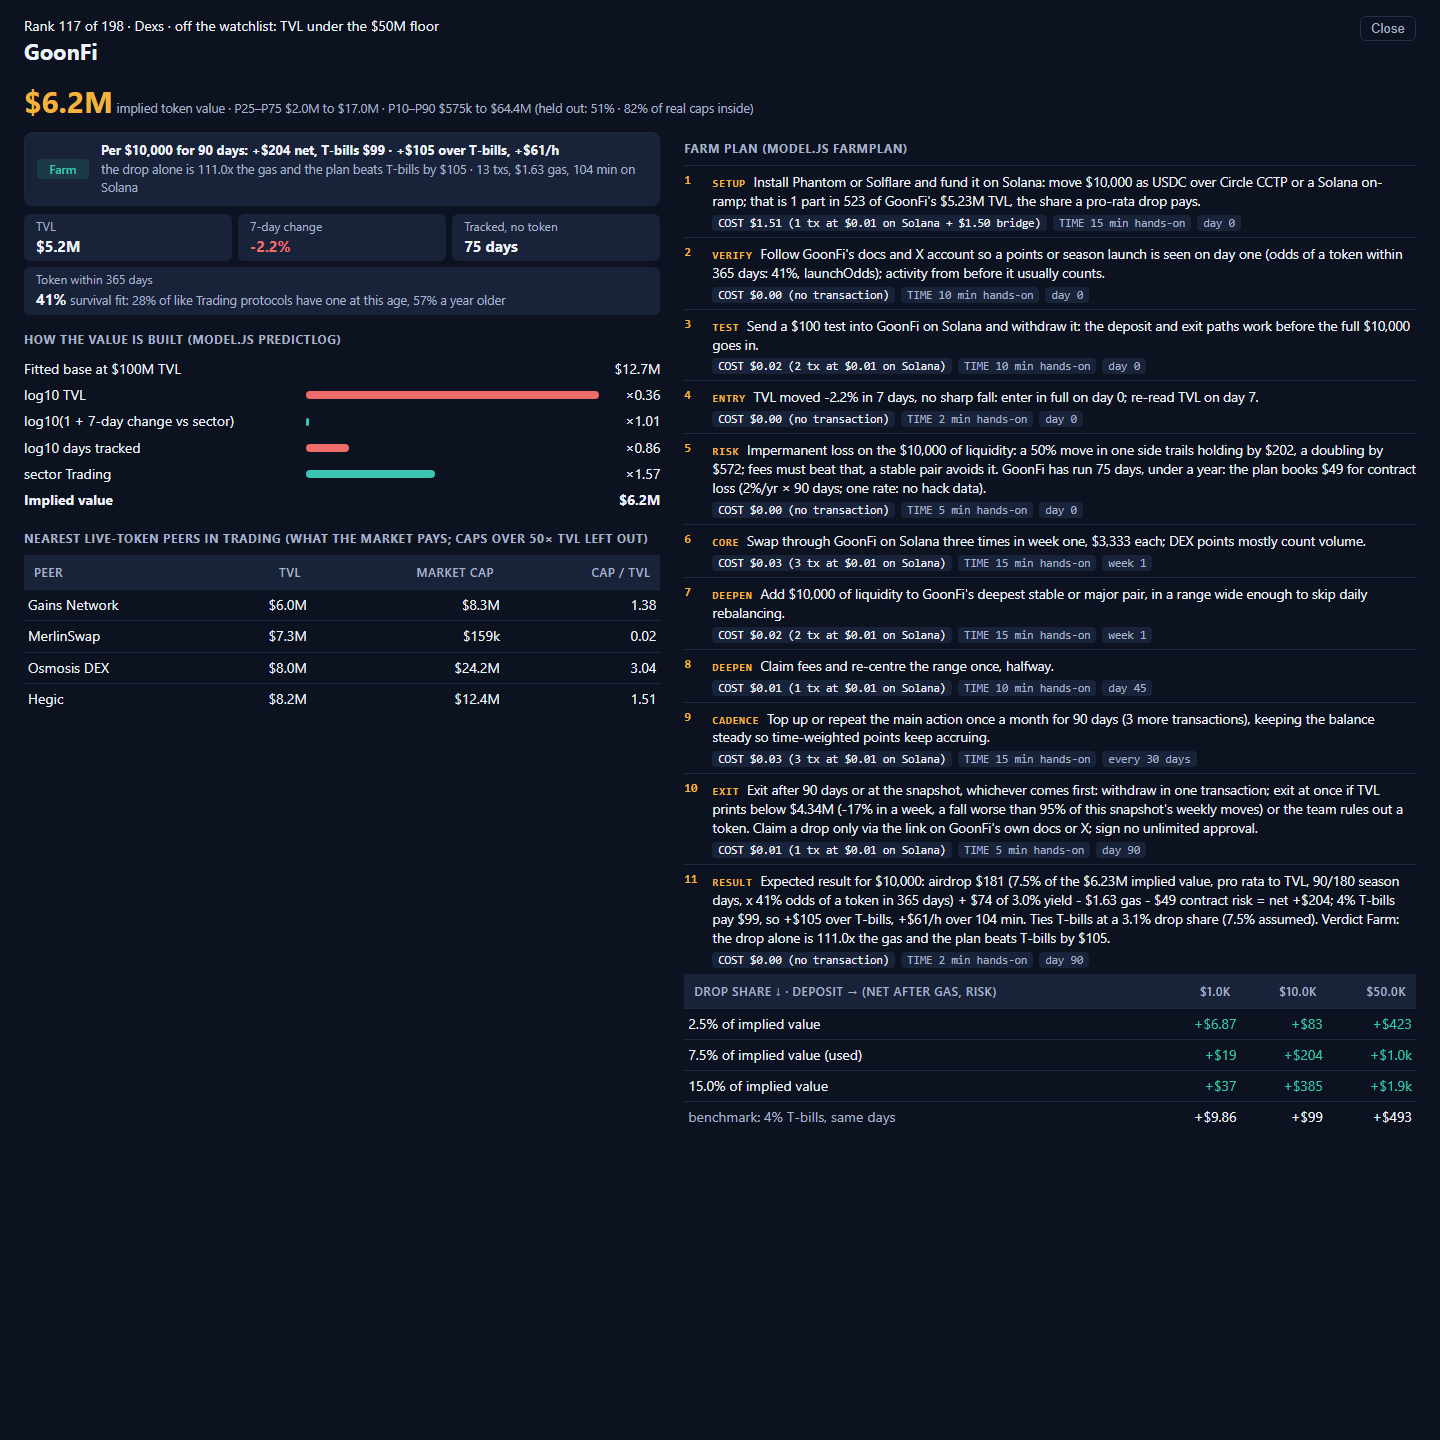 Rank 117 of 198 · Dexs · off the watchlist: TVL under the $50M floor
Close
GoonFi
$6.2M implied token value · P25–P75 $2.0M to $17.0M · P10–P90 $575k to $64.4M (held out: 51% · 82% of real caps inside)
Farm
Per $10,000 for 90 days: +$204 net, T-bills $99 · +$105 over T-bills, +$61/h
the drop alone is 111.0x the gas and the plan beats T-bills by $105 · 13 txs, $1.63 gas, 104 min on
Solana
TVL
$5.2M
7-day change
-2.2%
Tracked, no token
75 days
Token within 365 days
41% survival fit: 28% of like Trading protocols have one at this age, 57% a year older
HOW THE VALUE IS BUILT (MODEL.JS PREDICTLOG)
Fitted base at $100M TVL $12.7M
log10 TVL ×0.36
log10(1 + 7-day change vs sector) ×1.01
log10 days tracked ×0.86
sector Trading ×1.57
Implied value $6.2M
NEAREST LIVE-TOKEN PEERS IN TRADING (WHAT THE MARKET PAYS; CAPS OVER 50× TVL LEFT OUT)
PEER TVL MARKET CAP CAP / TVL
Gains Network $6.0M $8.3M 1.38
MerlinSwap $7.3M $159k 0.02
Osmosis DEX $8.0M $24.2M 3.04
Hegic $8.2M $12.4M 1.51
FARM PLAN (MODEL.JS FARMPLAN)
1 SETUP Install Phantom or Solflare and fund it on Solana: move $10,000 as USDC over Circle CCTP or a Solana on-
ramp; that is 1 part in 523 of GoonFi's $5.23M TVL, the share a pro-rata drop pays.
COST $1.51 (1 tx at $0.01 on Solana + $1.50 bridge) TIME 15 min hands-on day 0
2 VERIFY Follow GoonFi's docs and X account so a points or season launch is seen on day one (odds of a token within
365 days: 41%, launchOdds); activity from before it usually counts.
COST $0.00 (no transaction) TIME 10 min hands-on day 0
3 TEST Send a $100 test into GoonFi on Solana and withdraw it: the deposit and exit paths work before the full $10,000
goes in.
COST $0.02 (2 tx at $0.01 on Solana) TIME 10 min hands-on day 0
4 ENTRY TVL moved -2.2% in 7 days, no sharp fall: enter in full on day 0; re-read TVL on day 7.
COST $0.00 (no transaction) TIME 2 min hands-on day 0
5 RISK Impermanent loss on the $10,000 of liquidity: a 50% move in one side trails holding by $202, a doubling by
$572; fees must beat that, a stable pair avoids it. GoonFi has run 75 days, under a year: the plan books $49 for contract
loss (2%/yr × 90 days; one rate: no hack data).
COST $0.00 (no transaction) TIME 5 min hands-on day 0
6 CORE Swap through GoonFi on Solana three times in week one, $3,333 each; DEX points mostly count volume.
COST $0.03 (3 tx at $0.01 on Solana) TIME 15 min hands-on week 1
7 DEEPEN Add $10,000 of liquidity to GoonFi's deepest stable or major pair, in a range wide enough to skip daily
rebalancing.
COST $0.02 (2 tx at $0.01 on Solana) TIME 15 min hands-on week 1
8 DEEPEN Claim fees and re-centre the range once, halfway.
COST $0.01 (1 tx at $0.01 on Solana) TIME 10 min hands-on day 45
9 CADENCE Top up or repeat the main action once a month for 90 days (3 more transactions), keeping the balance
steady so time-weighted points keep accruing.
COST $0.03 (3 tx at $0.01 on Solana) TIME 15 min hands-on every 30 days
10 EXIT Exit after 90 days or at the snapshot, whichever comes first: withdraw in one transaction; exit at once if TVL
prints below $4.34M (-17% in a week, a fall worse than 95% of this snapshot's weekly moves) or the team rules out a
token. Claim a drop only via the link on GoonFi's own docs or X; sign no unlimited approval.
COST $0.01 (1 tx at $0.01 on Solana) TIME 5 min hands-on day 90
11 RESULT Expected result for $10,000: airdrop $181 (7.5% of the $6.23M implied value, pro rata to TVL, 90/180 season
days, x 41% odds of a token in 365 days) + $74 of 3.0% yield - $1.63 gas - $49 contract risk = net +$204; 4% T-bills
pay $99, so +$105 over T-bills, +$61/h over 104 min. Ties T-bills at a 3.1% drop share (7.5% assumed). Verdict Farm:
the drop alone is 111.0x the gas and the plan beats T-bills by $105.
COST $0.00 (no transaction) TIME 2 min hands-on day 90
DROP SHARE ↓ · DEPOSIT → (NET AFTER GAS, RISK) $1.0K $10.0K $50.0K
2.5% of implied value +$6.87 +$83 +$423
7.5% of implied value (used) +$19 +$204 +$1.0k
15.0% of implied value +$37 +$385 +$1.9k
benchmark: 4% T-bills, same days +$9.86 +$99 +$493